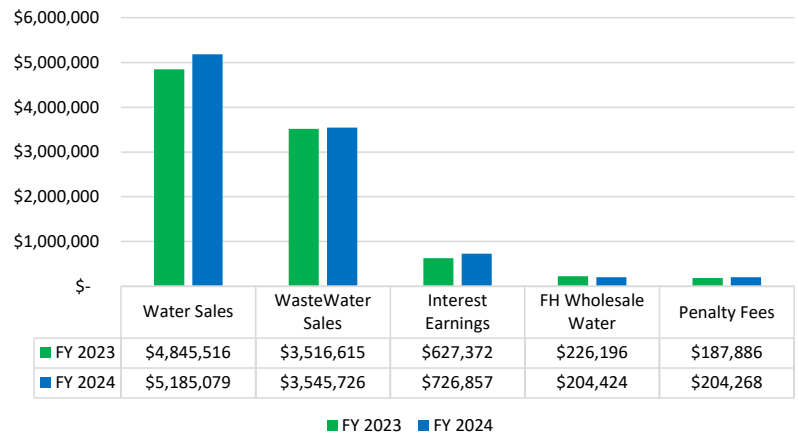 $6,000,000
$5,000,000
$4,000,000
$3,000,000
$2,000,000
$1,000,000
$-
Water Sales
WasteWater
Sales
Interest
Earnings
FH Wholesale
Water
Penalty Fees
FY 2023 $4,845,516 $3,516,615 $627,372 $226,196 $187,886
FY 2024 $5,185,079 $3,545,726 $726,857 $204,424 $204,268
FY 2023 FY 2024